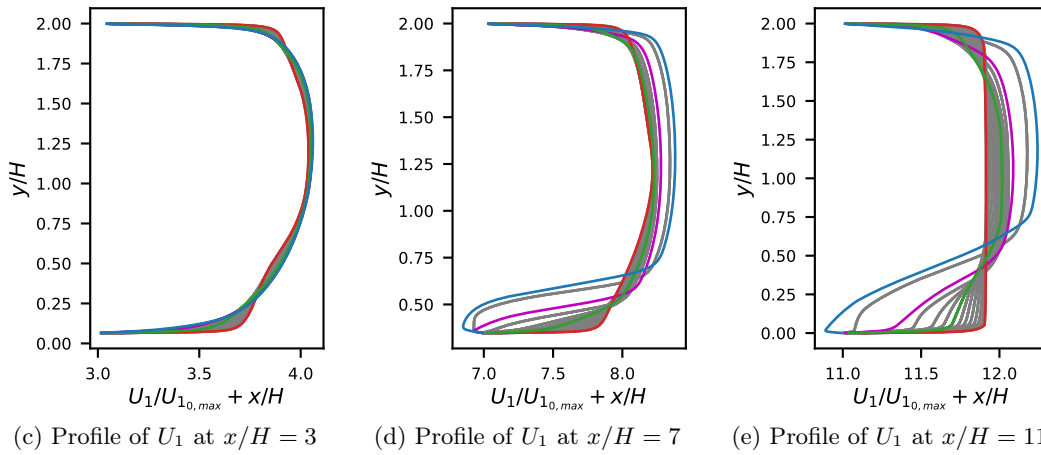 2.00
1.75
1.50
1.25
1.00
0.75
0.50
0.25
0.00
y/H
3.0 3.5 4.0
U₁/U₁₀,ₘₐₓ + x/H
(c) Profile of U₁ at x/H = 3
2.00
1.75
1.50
1.25
1.00
0.75
0.50
y/H
7.0 7.5 8.0
U₁/U₁₀,ₘₐₓ + x/H
(d) Profile of U₁ at x/H = 7
2.00
1.75
1.50
1.25
1.00
0.75
0.50
0.25
0.00
y/H
11.0 11.5 12.0
U₁/U₁₀,ₘₐₓ + x/H
(e) Profile of U₁ at x/H = 11